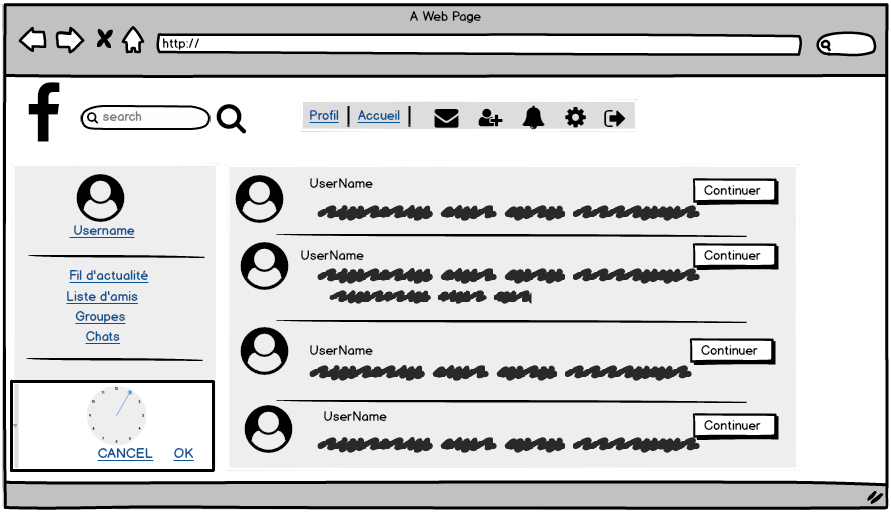 A Web Page
http://
f
search
Profil | Accueil |
Username
Fil d'actualité
Liste d'amis
Groupes
Chats
CANCEL OK
UserName
Continuer
UserName
Continuer
UserName
Continuer
UserName
Continuer